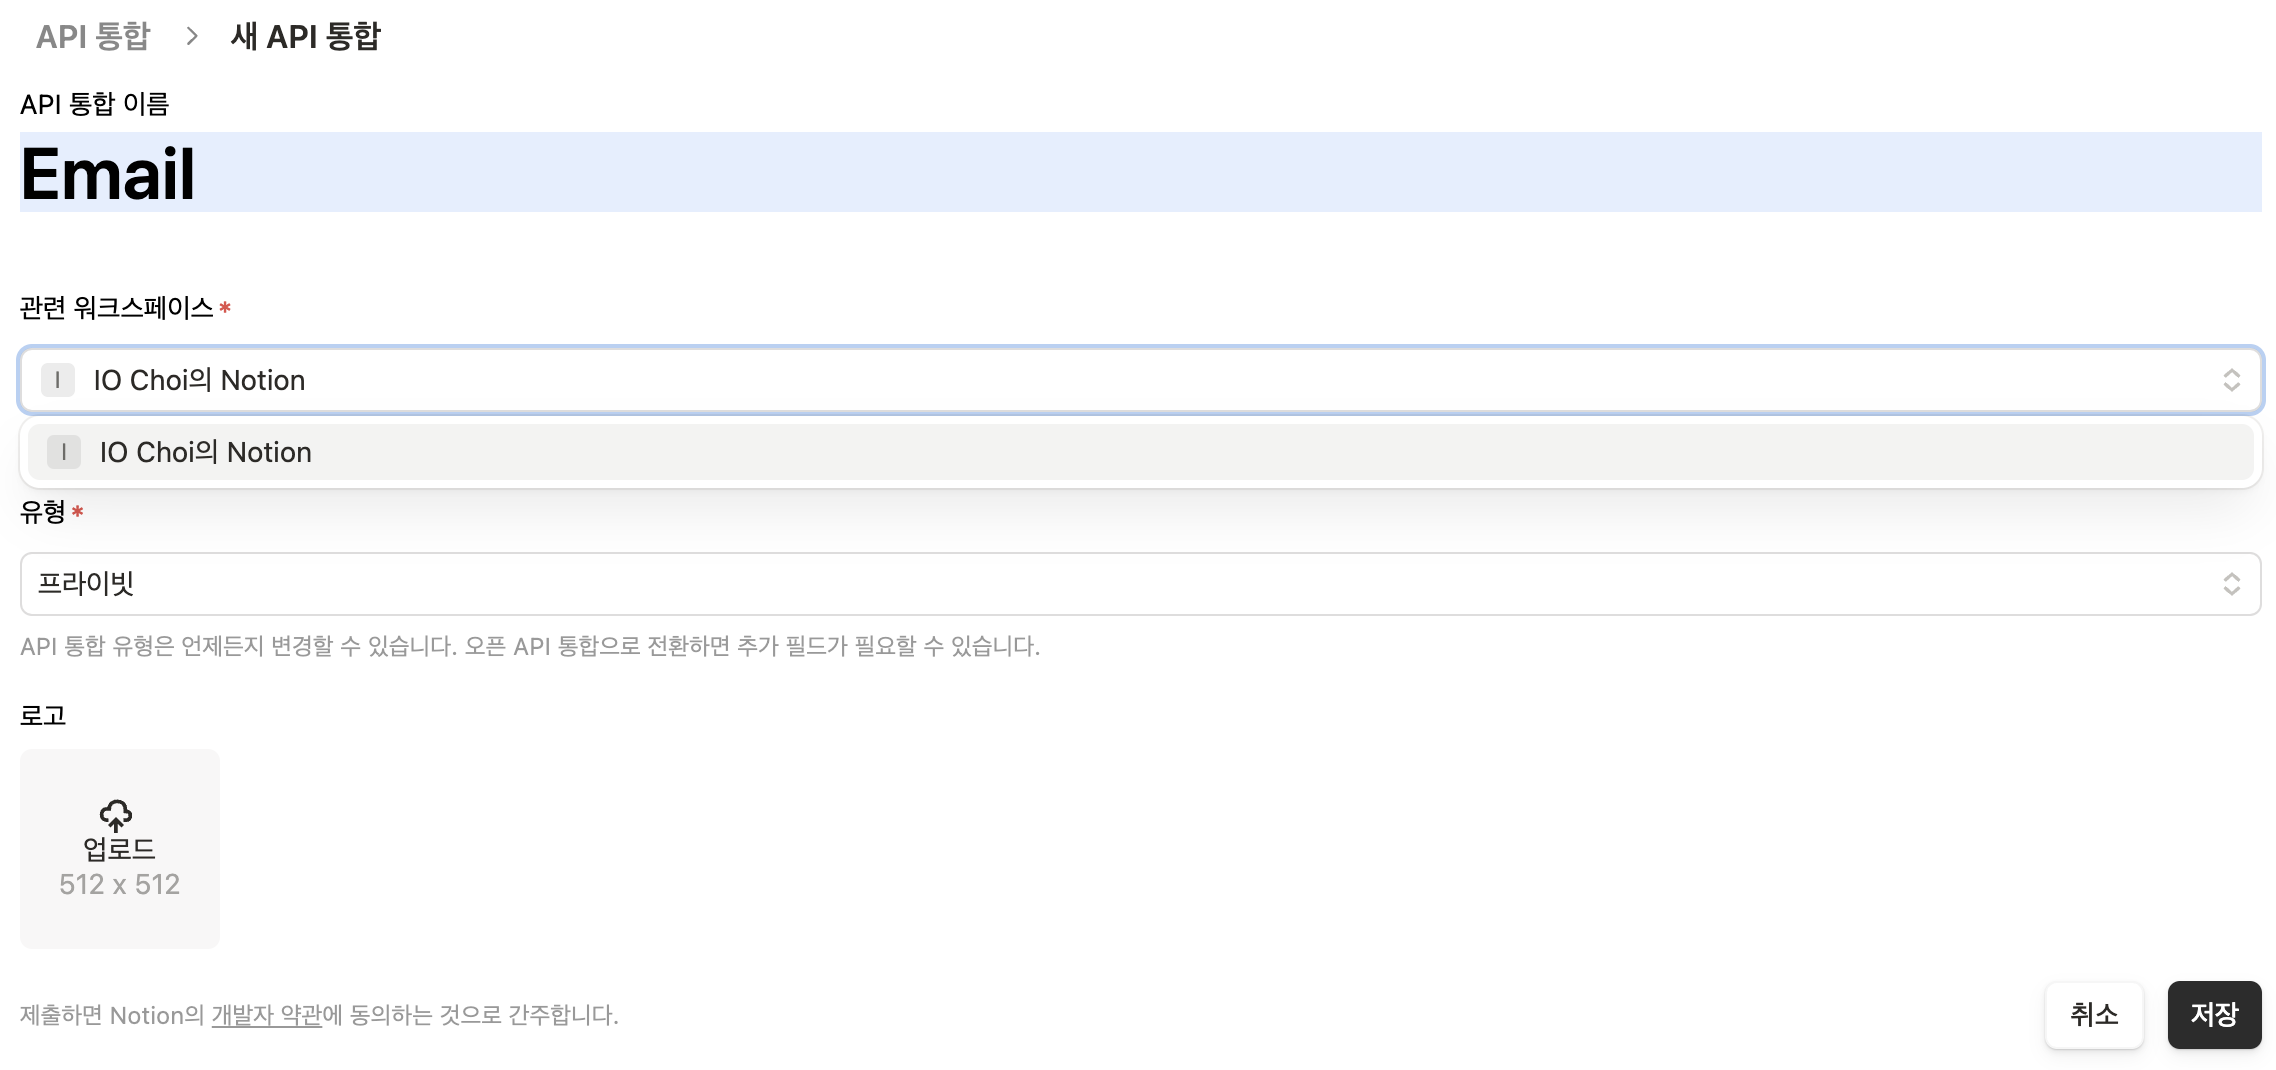 API 통합 > 새 API 통합
API 통합 이름
Email
관련 워크스페이스 *
I IO Choi의 Notion
I IO Choi의 Notion
유형 *
프라이빗
API 통합 유형은 언제든지 변경할 수 있습니다. 오픈 API 통합으로 전환하면 추가 필드가 필요할 수 있습니다.
로고
업로드
512 x 512
제출하면 Notion의 개발자 약관에 동의하는 것으로 간주합니다.
취소 저장